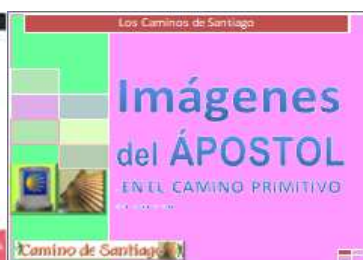 Los Caminos de Santiago
Imágenes
del ÁPOSTOL
EN EL CAMINO PRIMITIVO
Camino de Santiago